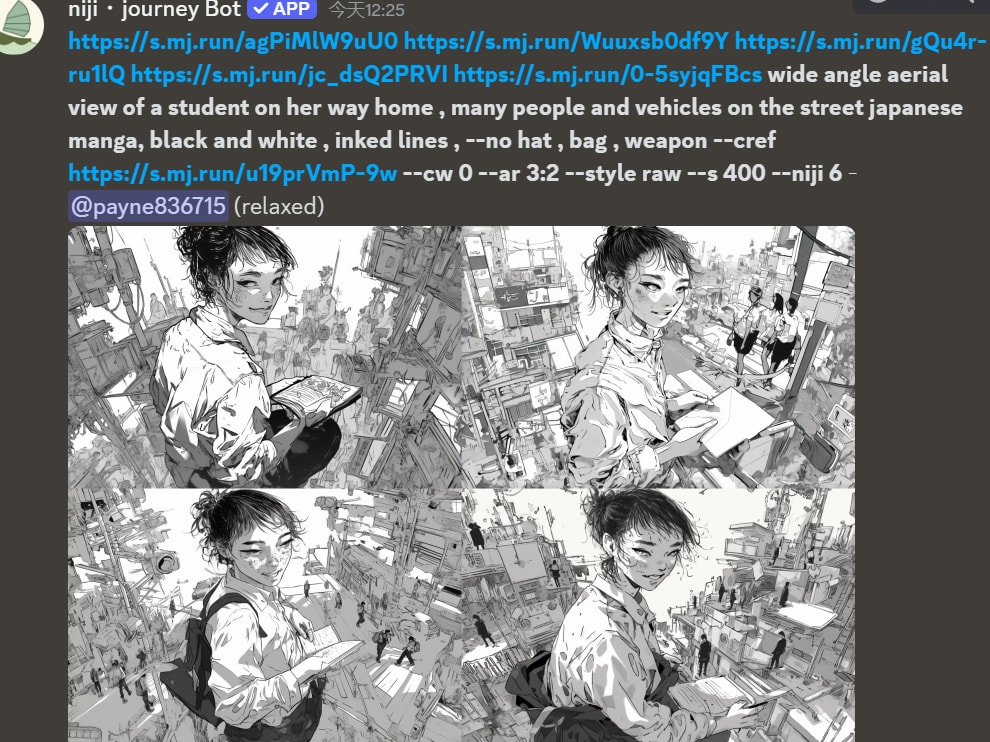 niji・journey Bot ✓ APP 今天12:25
https://s.mj.run/agPiMlW9uU0 https://s.mj.run/Wuuxsb0df9Y https://s.mj.run/gQu4r-
ru1lQ https://s.mj.run/jc_dsQ2PRVI https://s.mj.run/0-5syjqFBcs wide angle aerial
view of a student on her way home , many people and vehicles on the street japanese
manga, black and white , inked lines , --no hat , bag , weapon --cref
https://s.mj.run/u19prVmP-9w --cw 0 --ar 3:2 --style raw --s 400 --niji 6 -
@payne836715 (relaxed)